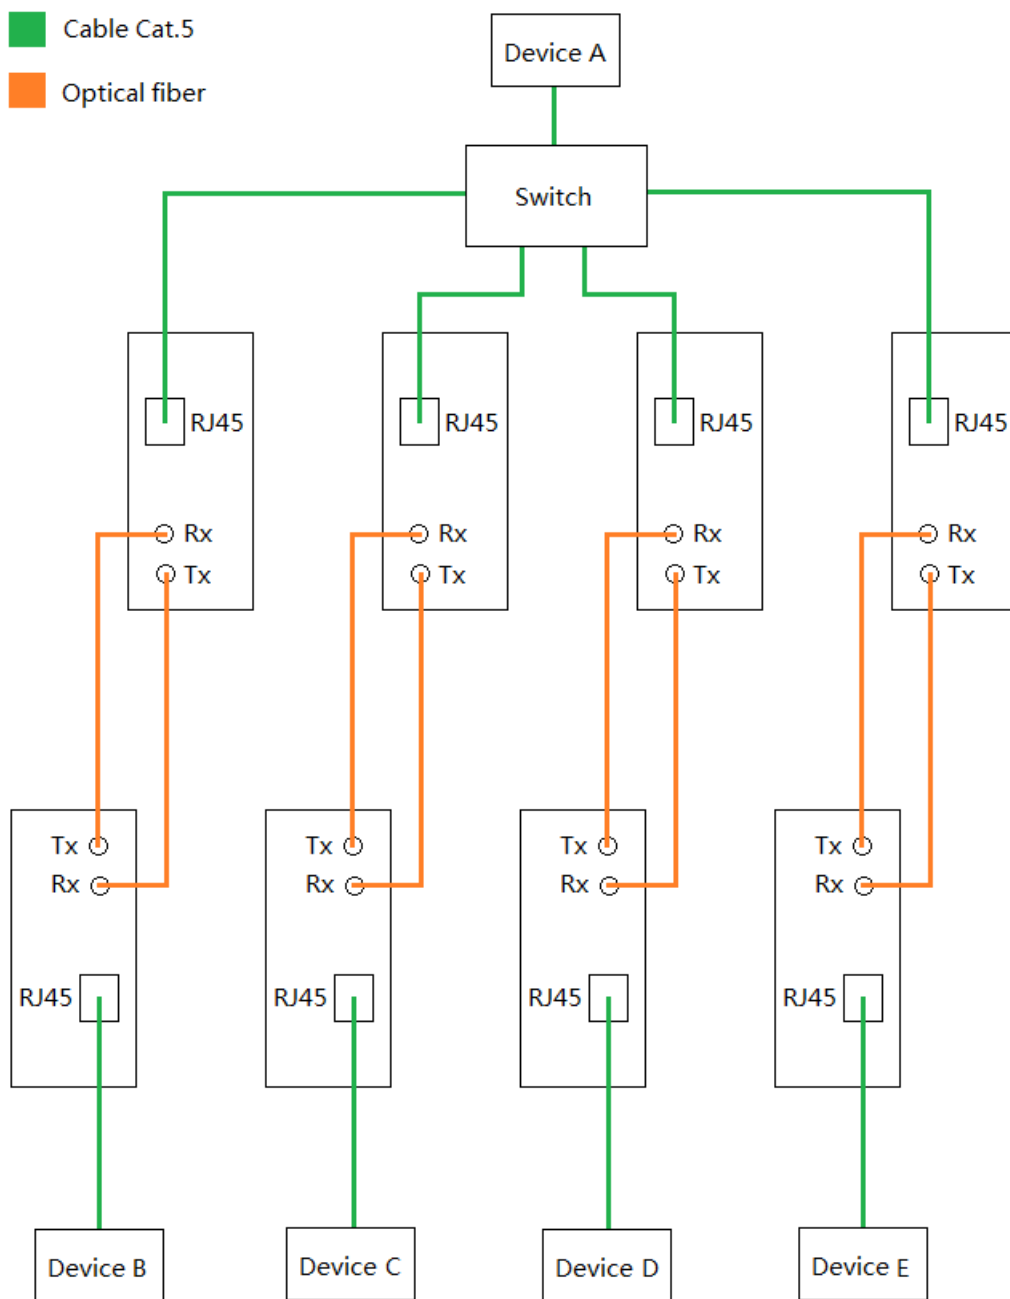 Cable Cat.5
Optical fiber
Device A
Switch
RJ45
RJ45
RJ45
RJ45
Rx
Rx
Rx
Rx
Tx
Tx
Tx
Tx
Tx
Tx
Tx
Tx
Rx
Rx
Rx
Rx
RJ45
RJ45
RJ45
RJ45
Device B
Device C
Device D
Device E